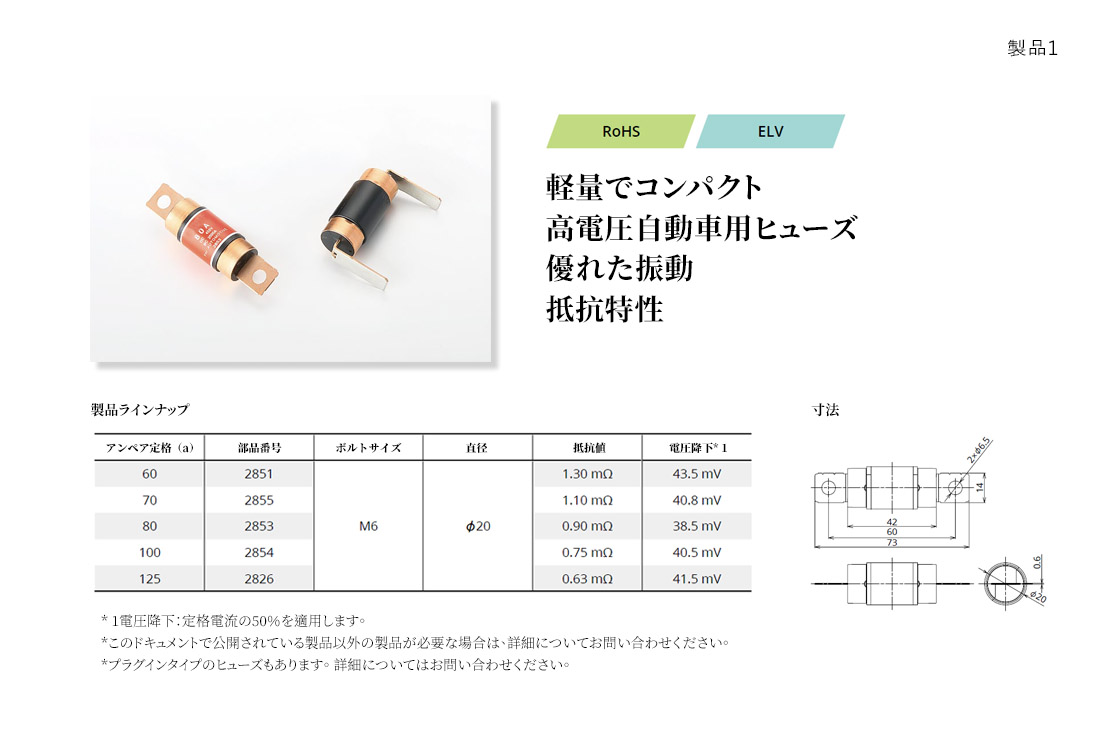 製品1
RoHS ELV
軽量でコンパクト
高電圧自動車用ヒューズ
優れた振動
抵抗特性
製品ラインナップ
アンペア定格（a） 部品番号 ボルトサイズ 直径 抵抗値 電圧降下* 1
60 2851 1.30 mΩ 43.5 mV
70 2855 1.10 mΩ 40.8 mV
80 2853 M6 ϕ20 0.90 mΩ 38.5 mV
100 2854 0.75 mΩ 40.5 mV
125 2826 0.63 mΩ 41.5 mV
* 1電圧降下：定格電流の50％を適用します。
*このドキュメントで公開されている製品以外の製品が必要な場合は、詳細についてお問い合わせください。
*プラグインタイプのヒューズもあります。 詳細についてはお問い合わせください。
寸法
2×ϕ6.5
14
42
60
73
0.6
ϕ20